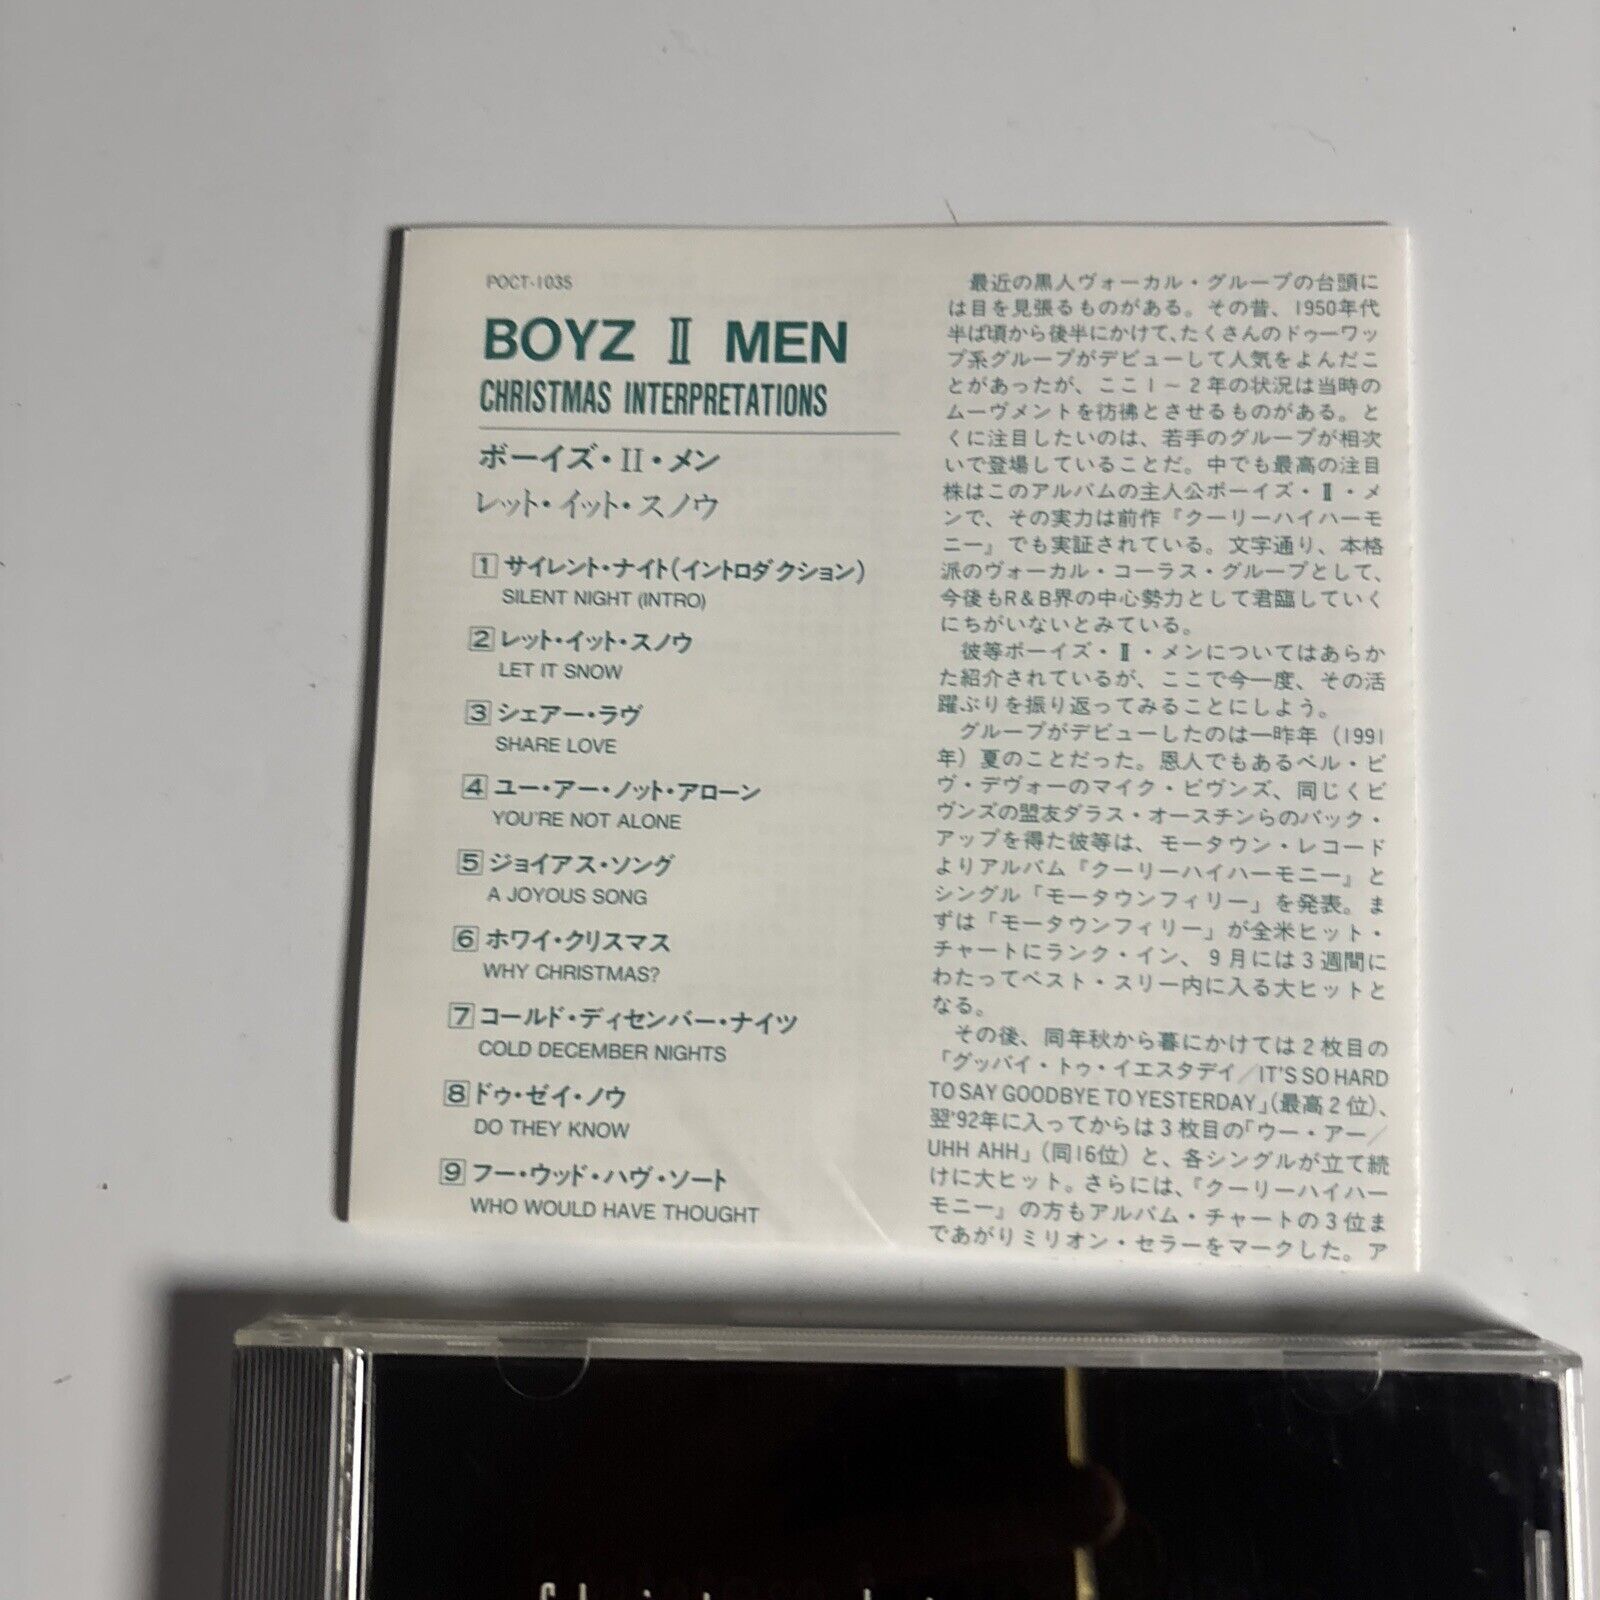 POCT-1035
BOYZ Ⅱ MEN
CHRISTMAS INTERPRETATIONS
ボーイズ・Ⅱ・メン
レット・イット・スノウ
1 サイレント・ナイト(イントロダクション)
SILENT NIGHT (INTRO)
2 レット・イット・スノウ
LET IT SNOW
3 シェアー・ラヴ
SHARE LOVE
4 ユー・アー・ノット・アローン
YOU'RE NOT ALONE
5 ジョイアス・ソング
A JOYOUS SONG
6 ホワイ・クリスマス
WHY CHRISTMAS?
7 コールド・ディセンバー・ナイツ
COLD DECEMBER NIGHTS
8 ドゥ・ゼイ・ノウ
DO THEY KNOW
9 フー・ウッド・ハヴ・ソート
WHO WOULD HAVE THOUGHT
最近の黒人ヴォーカル・グループの台頭に
は目を見張るものがある。その昔、1950年代
半ば頃から後半にかけて、たくさんのドゥーワッ
プ系グループがデビューして人気をよんだこ
とがあったが、ここ1〜2年の状況は当時の
ムーヴメントを彷彿とさせるものがある。と
くに注目したいのは、若手のグループが相次
いで登場していることだ。中でも最高の注目
株はこのアルバムの主人公ボーイズ・Ⅱ・メ
ンで、その実力は前作『クーリーハイハーモ
ニー』でも実証されている。文字通り、本格
派のヴォーカル・コーラス・グループとして、
今後もR&B界の中心勢力として君臨していく
にちがいないとみている。
彼等ボーイズ・Ⅱ・メンについてはあらか
た紹介されているが、ここで今一度、その活
躍ぶりを振り返ってみることにしよう。
グループがデビューしたのは一昨年(1991
年)夏のことだった。恩人でもあるベル・ビ
ヴ・デヴォーのマイク・ビヴンズ、同じくビ
ヴンズの盟友ダラス・オースチンらのバック・
アップを得た彼等は、モータウン・レコード
よりアルバム『クーリーハイハーモニー』と
シングル「モータウンフィリー」を発表。ま
ずは「モータウンフィリー」が全米ヒット・
チャートにランク・イン、9月には3週間に
わたってベスト・スリー内に入る大ヒットと
なる。
その後、同年秋から暮にかけては2枚目の
「グッバイ・トゥ・イエスタデイ/IT'S SO HARD
TO SAY GOODBYE TO YESTERDAY」(最高2位)、
翌'92年に入ってからは3枚目の「ウー・アー/
UHH AHH」(同16位)と、各シングルが立て続
けに大ヒット。さらには、『クーリーハイハー
モニー』の方もアルバム・チャートの3位ま
であがりミリオン・セラーをマークした。ア